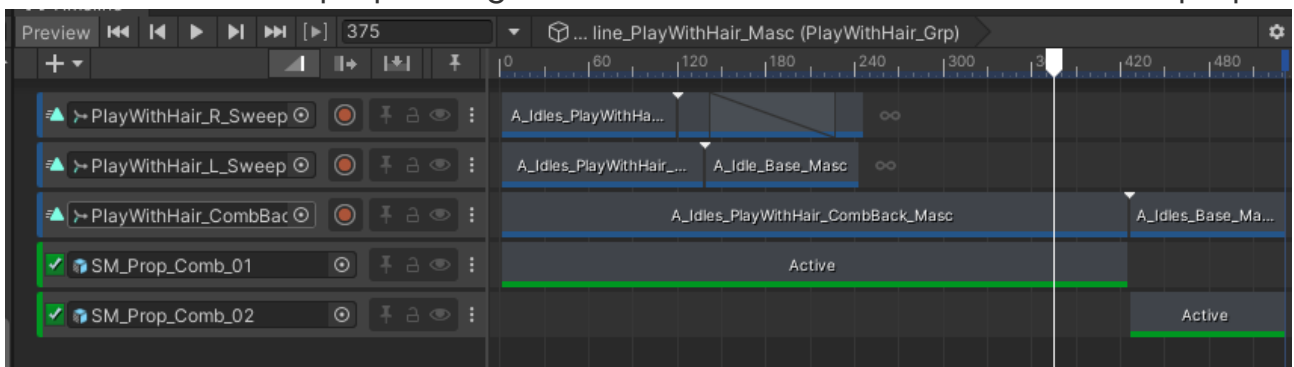 Preview 375 ... line_PlayWithHair_Masc (PlayWithHair_Grp)
0 60 120 180 240 300 420 480
PlayWithHair_R_Sweep A_Idles_PlayWithHa...
PlayWithHair_L_Sweep A_Idles_PlayWithHair_... A_Idle_Base_Masc
PlayWithHair_CombBac A_Idles_PlayWithHair_CombBack_Masc A_Idles_Base_Ma...
SM_Prop_Comb_01 Active
SM_Prop_Comb_02 Active